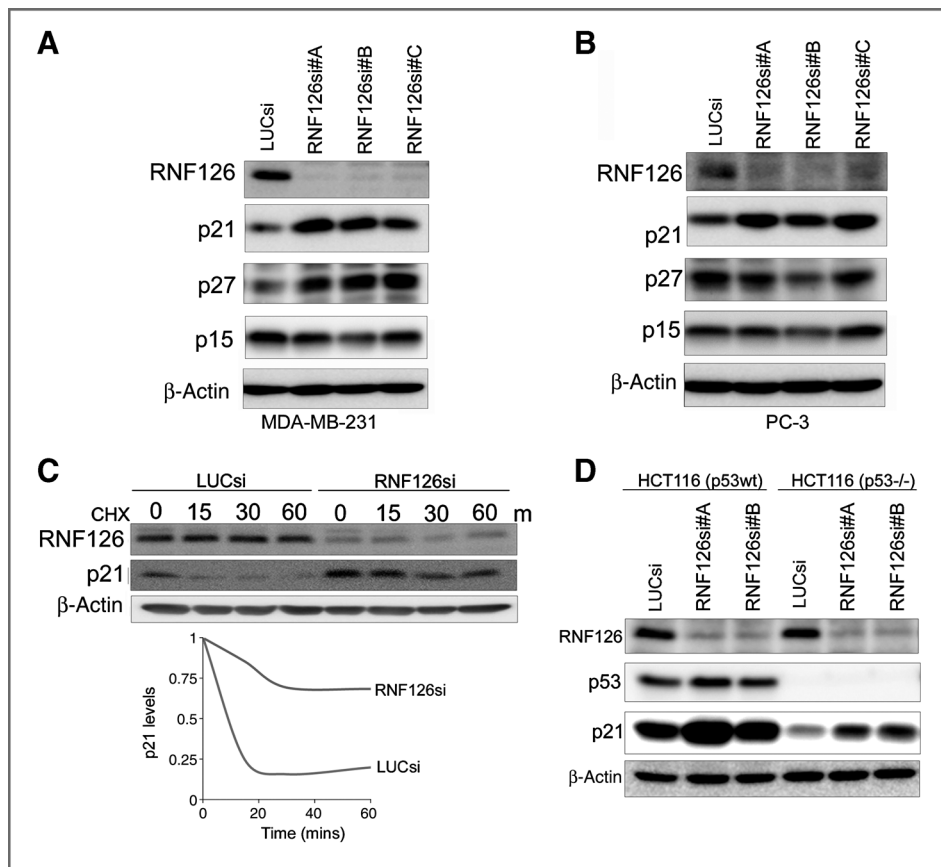 A
LUCsi
RNF126si#A
RNF126si#B
RNF126si#C
RNF126
p21
p27
p15
β-Actin
MDA-MB-231
B
LUCsi
RNF126si#A
RNF126si#B
RNF126si#C
RNF126
p21
p27
p15
β-Actin
PC-3
C
LUCsi RNF126si
CHX 0 15 30 60 0 15 30 60 m
RNF126
p21
β-Actin
1
0.75
0.5
0.25
0
p21 levels
RNF126si
LUCsi
0 20 40 60
Time (mins)
D
HCT116 (p53wt) HCT116 (p53-/-)
LUCsi
RNF126si#A
RNF126si#B
LUCsi
RNF126si#A
RNF126si#B
RNF126
p53
p21
β-Actin